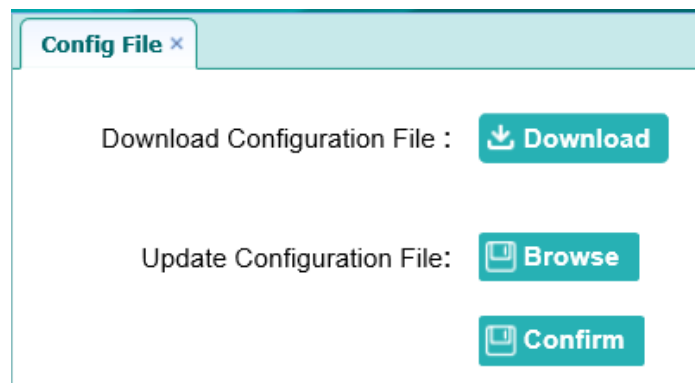 Config File ×
Download Configuration File : Download
Update Configuration File: Browse
Confirm